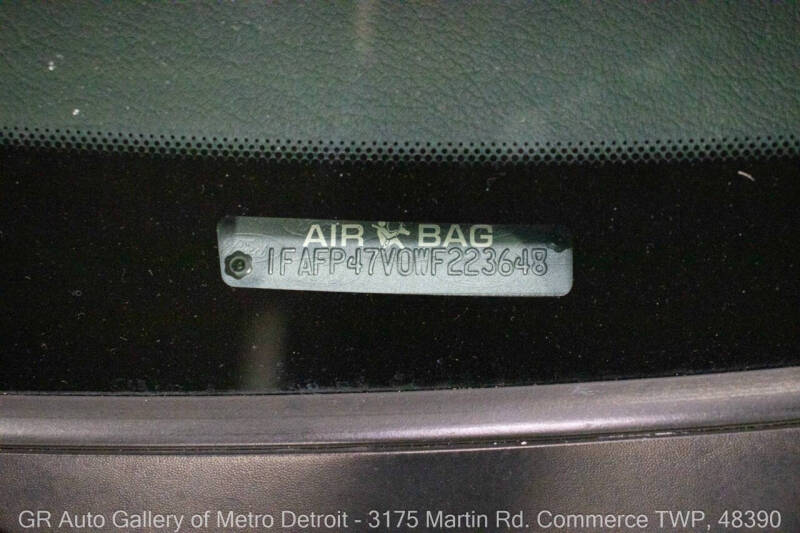 AIR BAG
1FAFP47V0WF223648
GR Auto Gallery of Metro Detroit - 3175 Martin Rd. Commerce TWP, 48390